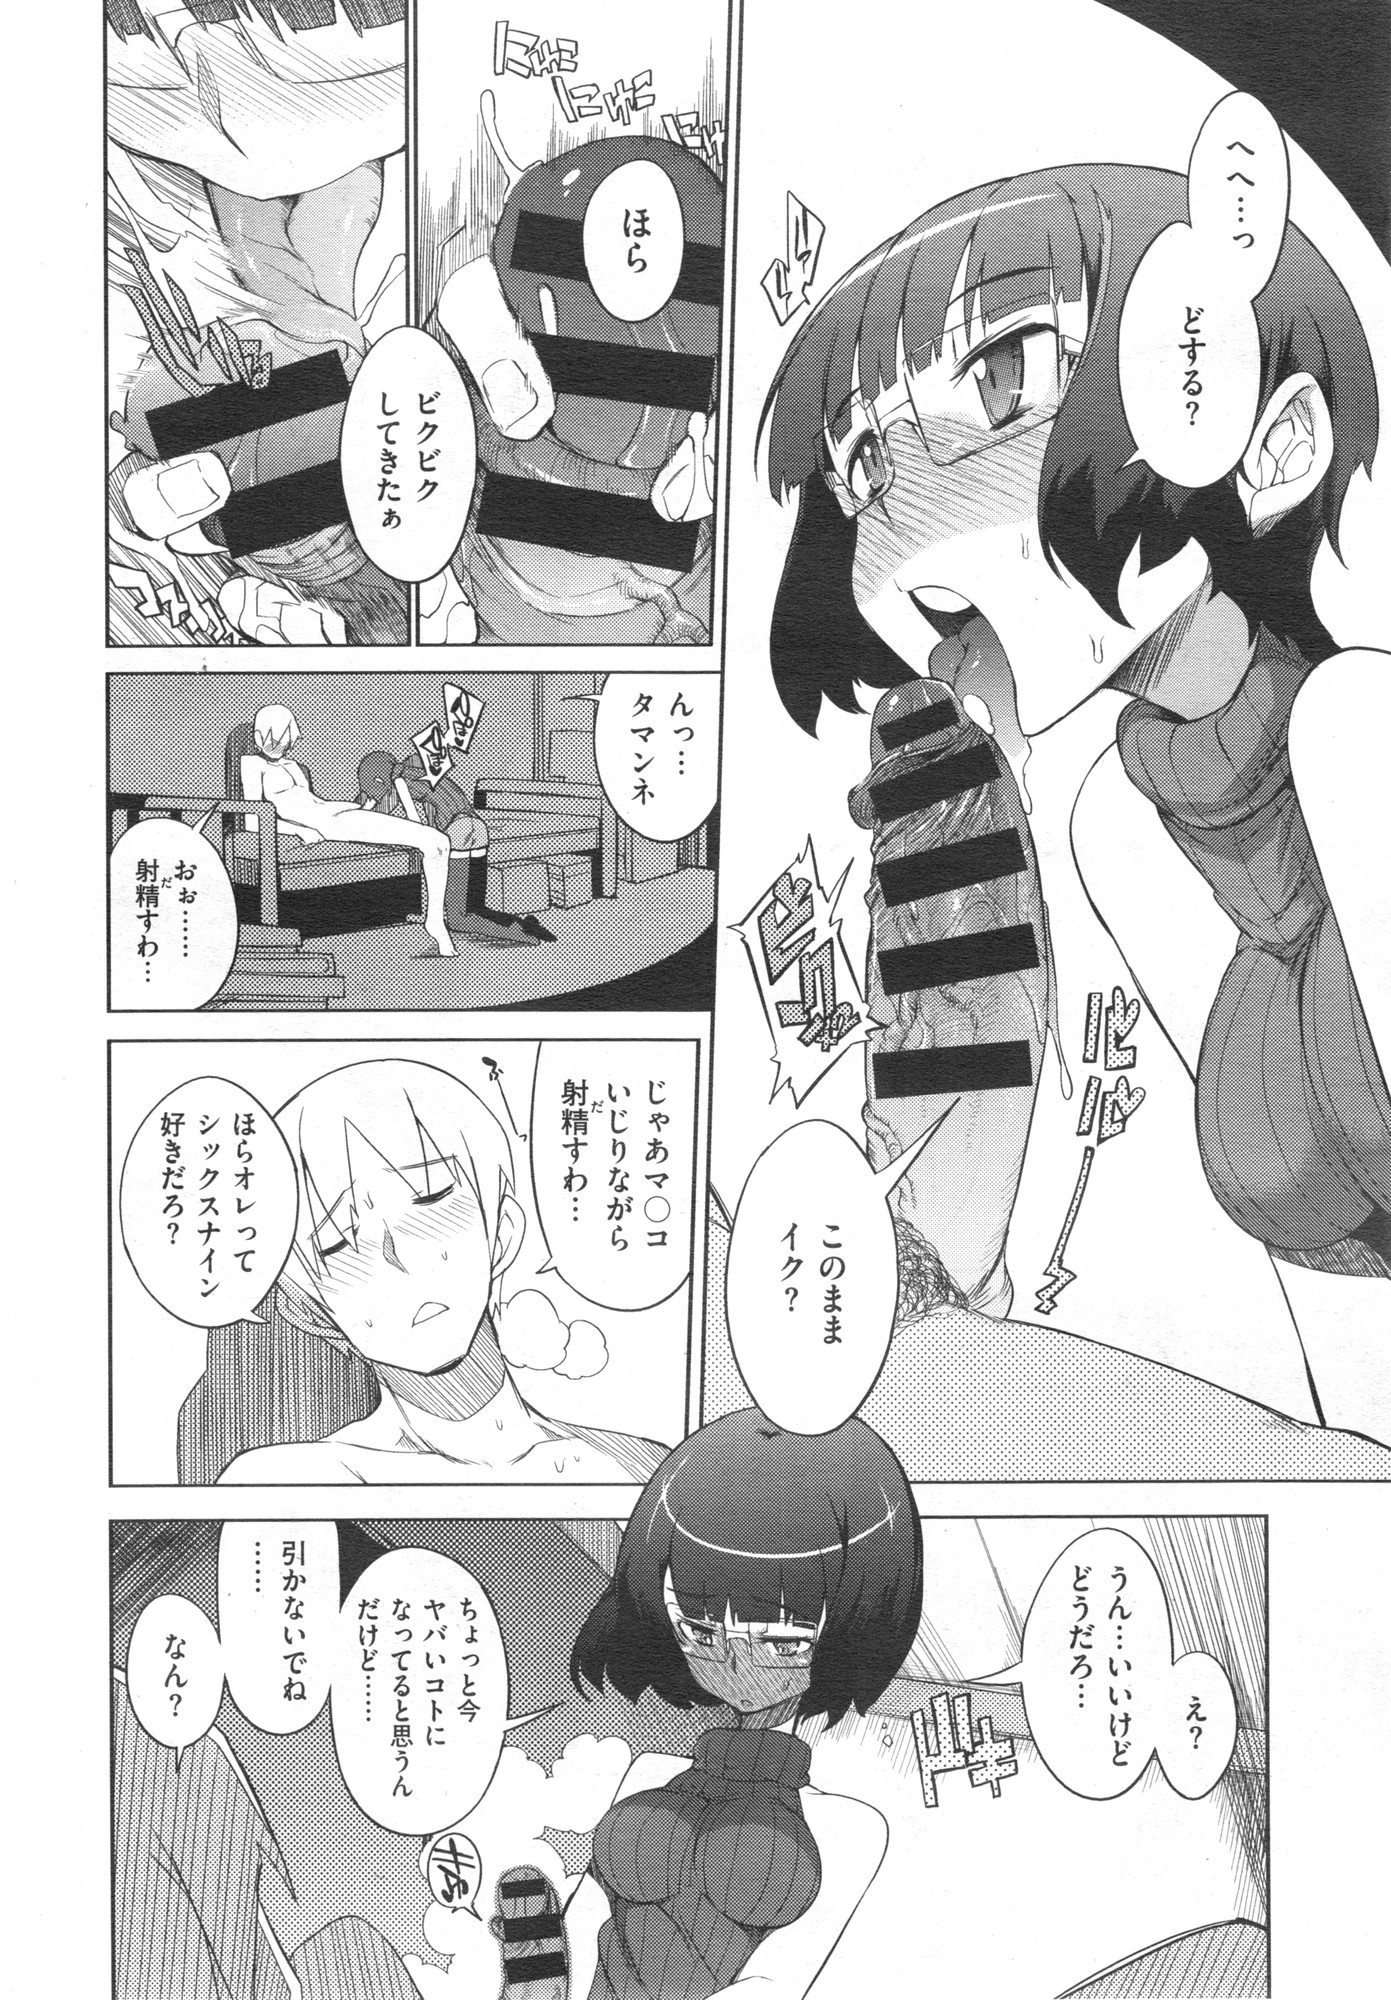 へへ…っ
どする?
このまま
イク?
ほら
にゅこ
にゅこ
ビクビク
してきたぁ
んっ…
タマンネ
おぉ……
射精すわ…
だ
じゃあマ○コ
いじりながら
射精すわ…
だ
ほらオレって
シックスナイン
好きだろ?
うん…いいけど
どうだろ…
え?
ドキ
ちょっと今
ヤバいコトに
なってると思うん
だけど……
引かないでね
……
なん?